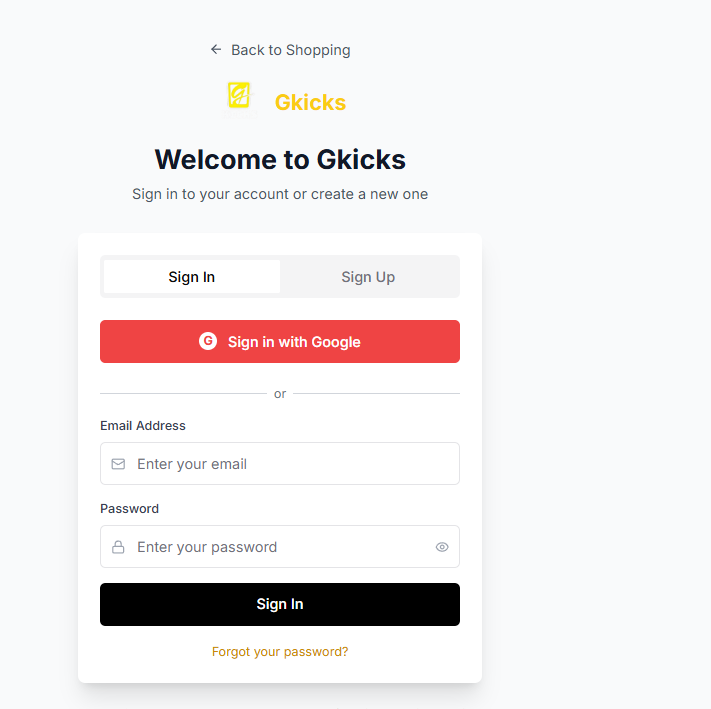 Back to Shopping
Gkicks
Welcome to Gkicks
Sign in to your account or create a new one
Sign In Sign Up
G Sign in with Google
or
Email Address
Enter your email
Password
Enter your password
Sign In
Forgot your password?